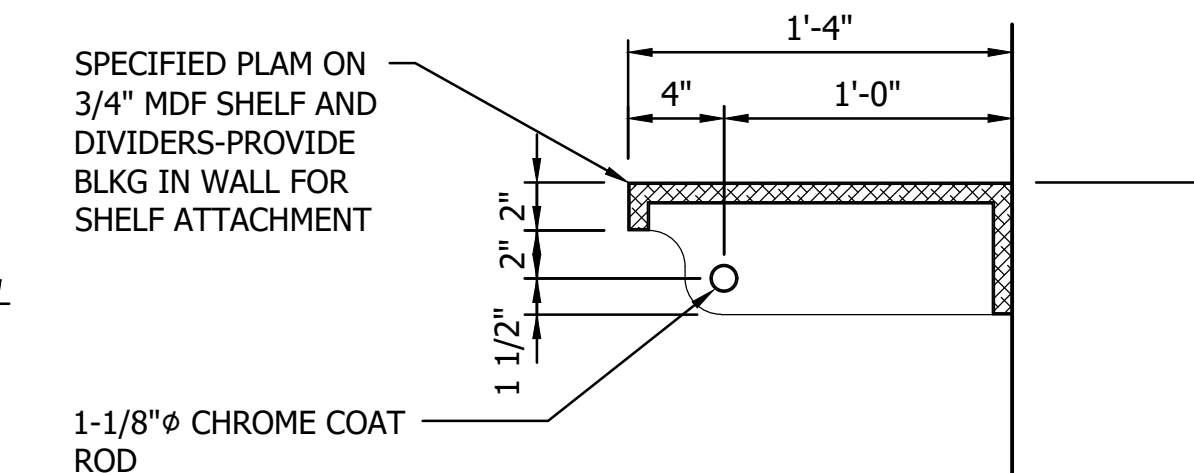 1'-4"
SPECIFIED PLAM ON
3/4" MDF SHELF AND
DIVIDERS-PROVIDE
BLKG IN WALL FOR
SHELF ATTACHMENT
4"
1'-0"
2"
2"
1 1/2"
1-1/8"⌀ CHROME COAT
ROD